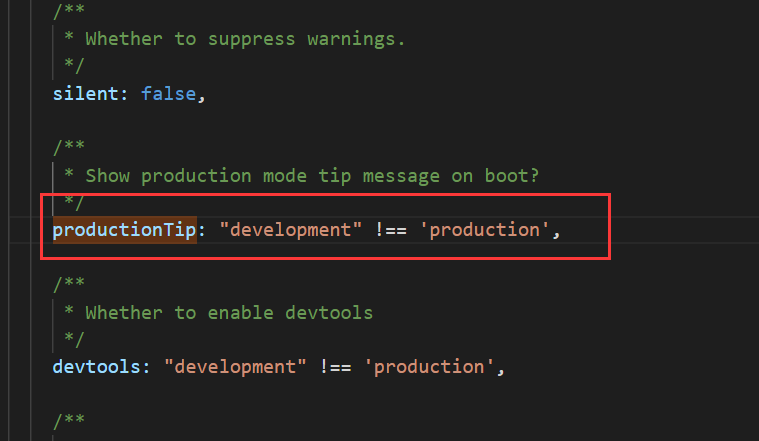 /**
* Whether to suppress warnings.
*/
silent: false,
/**
* Show production mode tip message on boot?
*/
productionTip: "development" !== 'production',
/**
* Whether to enable devtools
*/
devtools: "development" !== 'production',
/**